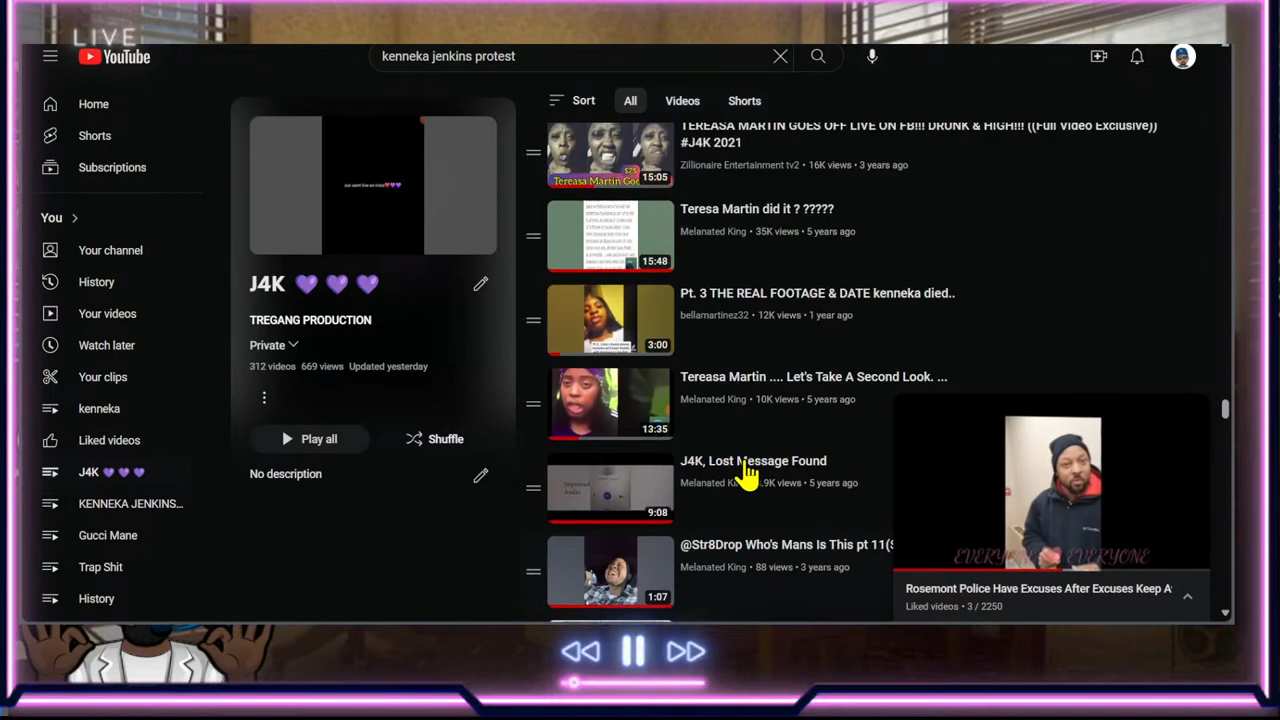 LIVE
YouTube
kenneka jenkins protest
Home
Shorts
Subscriptions
You
Your channel
History
Your videos
Watch later
Your clips
kenneka
Liked videos
J4K 💜 💜 💜
KENNEKA JENKINS...
Gucci Mane
Trap Shit
History
J4K 💜 💜 💜
TREGANG PRODUCTION
Private
312 videos 669 views Updated yesterday
Play all
Shuffle
No description
Sort
All
Videos
Shorts
TEREASA MARTIN GOES OFF LIVE ON FB!!! DRUNK & HIGH!!! ((Full Video Exclusive))
#J4K 2021
Zillionaire Entertainment tv2 • 16K views • 3 years ago
15:05
Teresa Martin did it ? ?????
Melanated King • 35K views • 5 years ago
15:48
Pt. 3 THE REAL FOOTAGE & DATE kenneka died..
bellamartinez32 • 12K views • 1 year ago
3:00
Tereasa Martin .... Let's Take A Second Look. ...
Melanated King • 10K views • 5 years ago
13:35
J4K, Lost Message Found
Melanated 9K views • 5 years ago
Improved
Audio
9:08
@Str8Drop Who's Mans Is This pt 11(S
Melanated King • 88 views • 3 years ago
1:07
Rosemont Police Have Excuses After Excuses Keep A
Liked videos • 3 / 2250